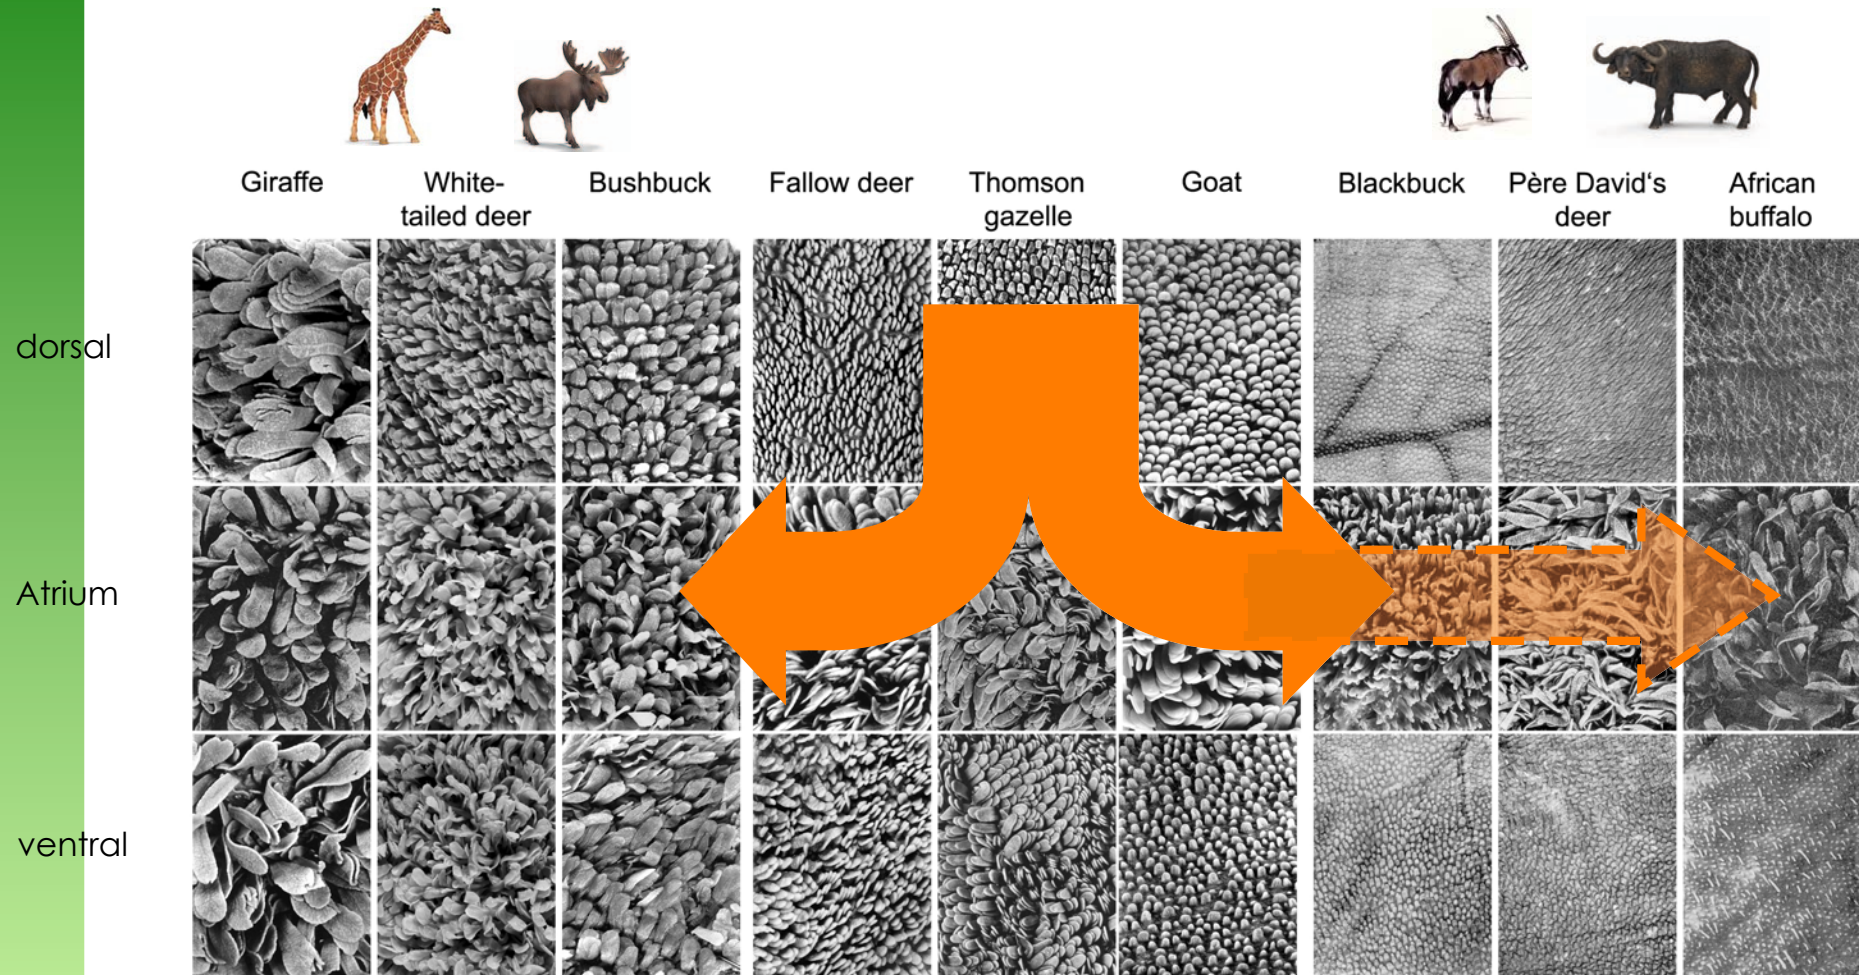 Giraffe
White-
tailed deer
Bushbuck
Fallow deer
Thomson
gazelle
Goat
Blackbuck
Père David‘s
deer
African
buffalo
dorsal
Atrium
ventral